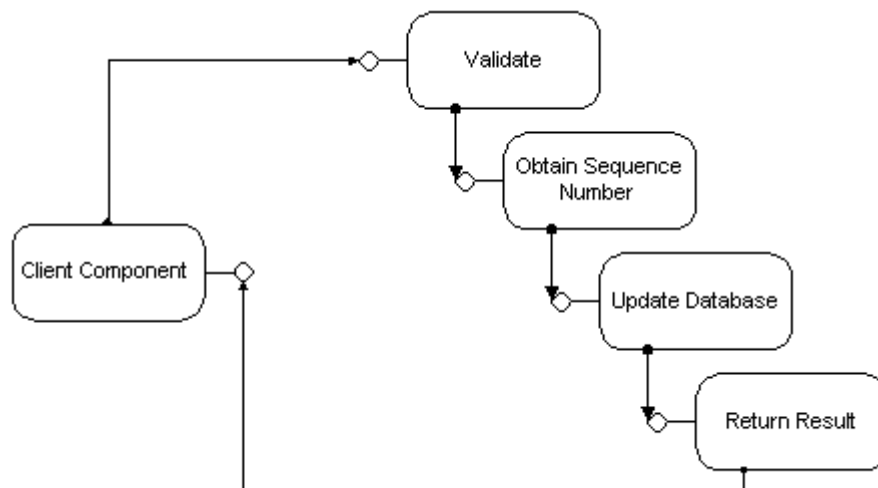 Validate
Obtain Sequence
Number
Client Component
Update Database
Return Result